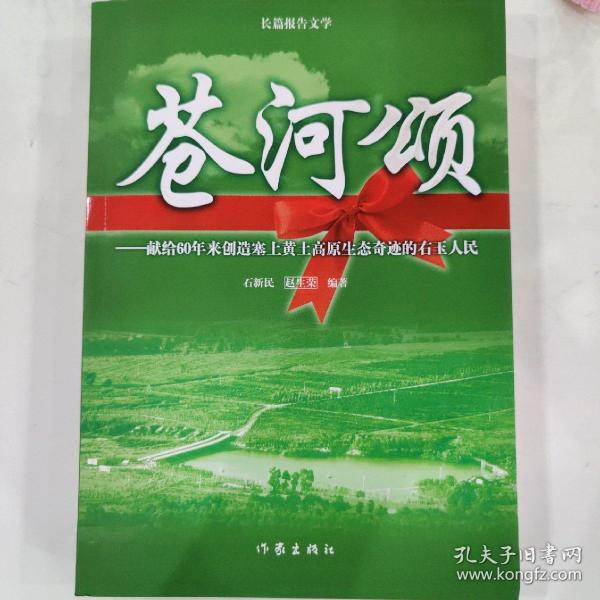 长篇报告文学
苍河颂
——献给60年来创造塞上黄土高原生态奇迹的右玉人民
石新民 赵生荣 编著
作家出版社
孔夫子旧书网
www.kongfz.com